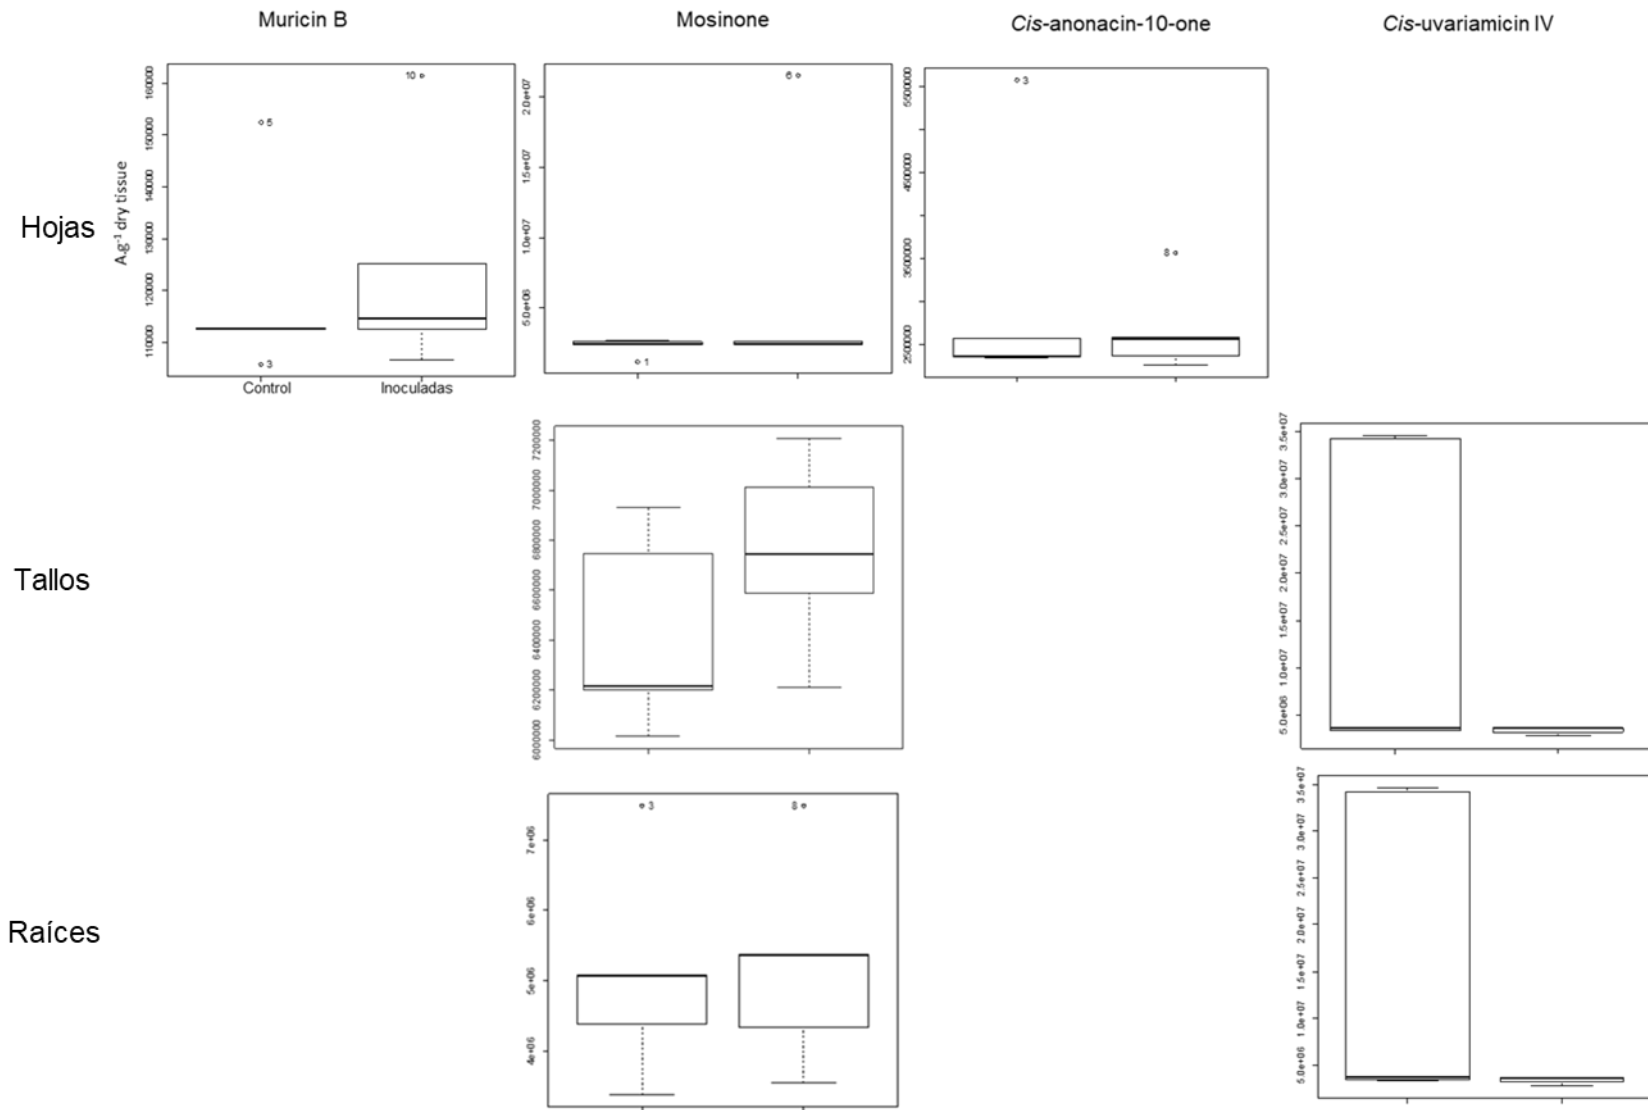 Muricin B
Mosinone
Cis-anonacin-10-one
Cis-uvariamicin IV
Hojas
A.g-1 dry tissue
110000 120000 130000 140000 150000 160000
5
3
10
Control
Inoculadas
5.0e+06 1.0e+07 1.5e+07 2.0e+07
1
6
2500000 3500000 4500000 5500000
3
8
Tallos
6000000 6200000 6400000 6600000 6800000 7000000 7200000
5.0e+06 1.0e+07 1.5e+07 2.0e+07 2.5e+07 3.0e+07 3.5e+07
Raíces
4e+06 5e+06 6e+06 7e+06
3
8
5.0e+06 1.0e+07 1.5e+07 2.0e+07 2.5e+07 3.0e+07 3.5e+07